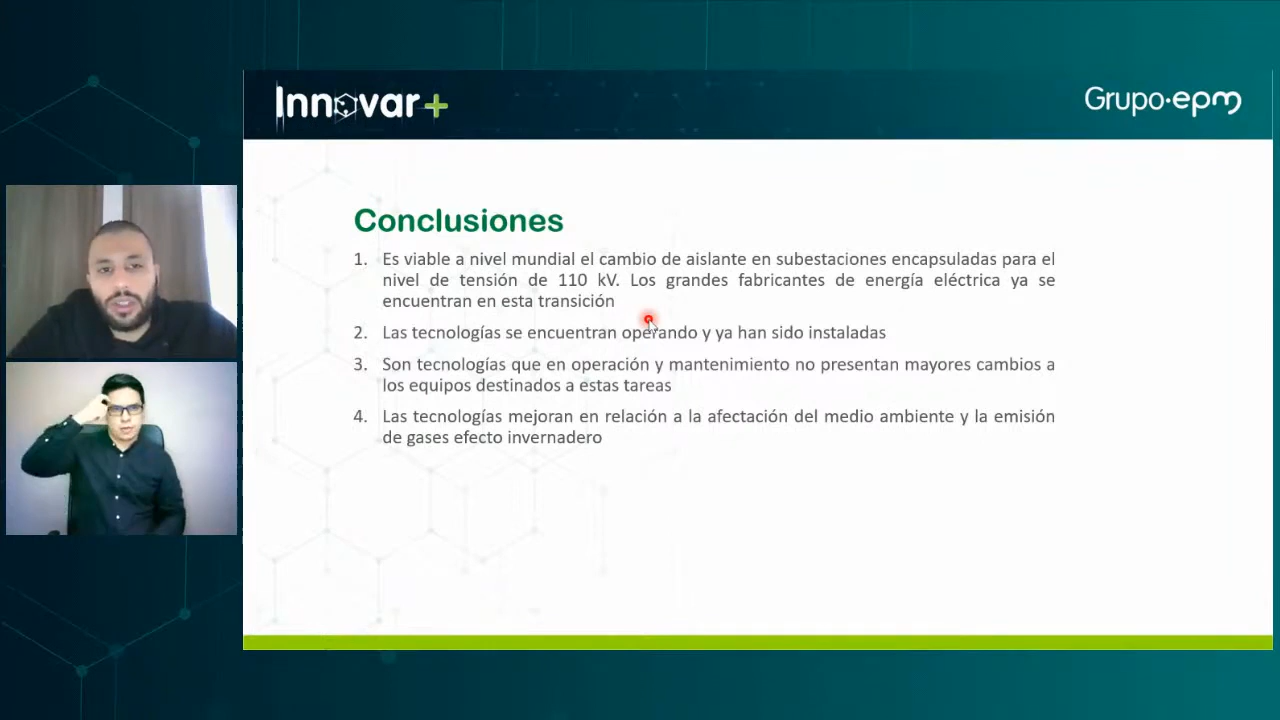 Innovar+
Grupo·epm
Conclusiones
1. Es viable a nivel mundial el cambio de aislante en subestaciones encapsuladas para el
nivel de tensión de 110 kV. Los grandes fabricantes de energía eléctrica ya se
encuentran en esta transición
2. Las tecnologías se encuentran operando y ya han sido instaladas
3. Son tecnologías que en operación y mantenimiento no presentan mayores cambios a
los equipos destinados a estas tareas
4. Las tecnologías mejoran en relación a la afectación del medio ambiente y la emisión
de gases efecto invernadero